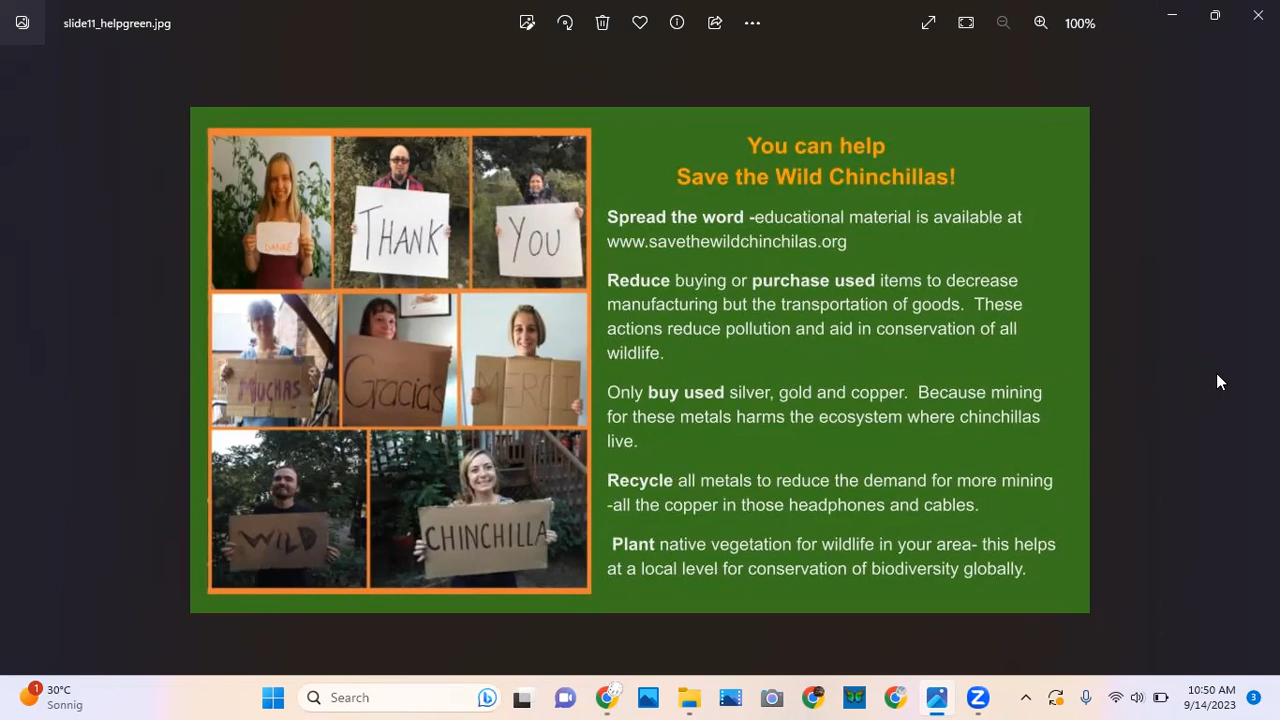 slide11_helpgreen.jpg
100%
You can help
Save the Wild Chinchillas!
DANKE
THANK
YOU
MUCHAS
Gracias
MERCI
WILD
CHINCHILLA
Spread the word -educational material is available at
www.savethewildchinchilas.org
Reduce buying or purchase used items to decrease
manufacturing but the transportation of goods.  These
actions reduce pollution and aid in conservation of all
wildlife.
Only buy used silver, gold and copper.  Because mining
for these metals harms the ecosystem where chinchillas
live.
Recycle all metals to reduce the demand for more mining
-all the copper in those headphones and cables.
Plant native vegetation for wildlife in your area- this helps
at a local level for conservation of biodiversity globally.
1
30°C
Sonnig
Search
10:50 AM
9/14/2023
3